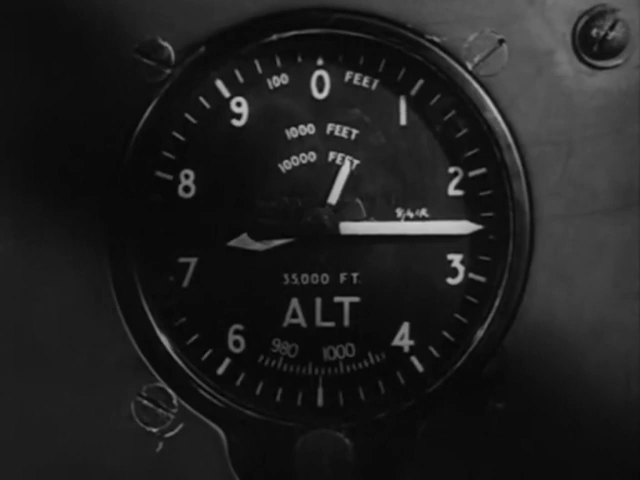 100 0 FEET
9 1
1000 FEET
10000 FEET
8 2
7 3
35,000 FT.
ALT
6 4
980 1000